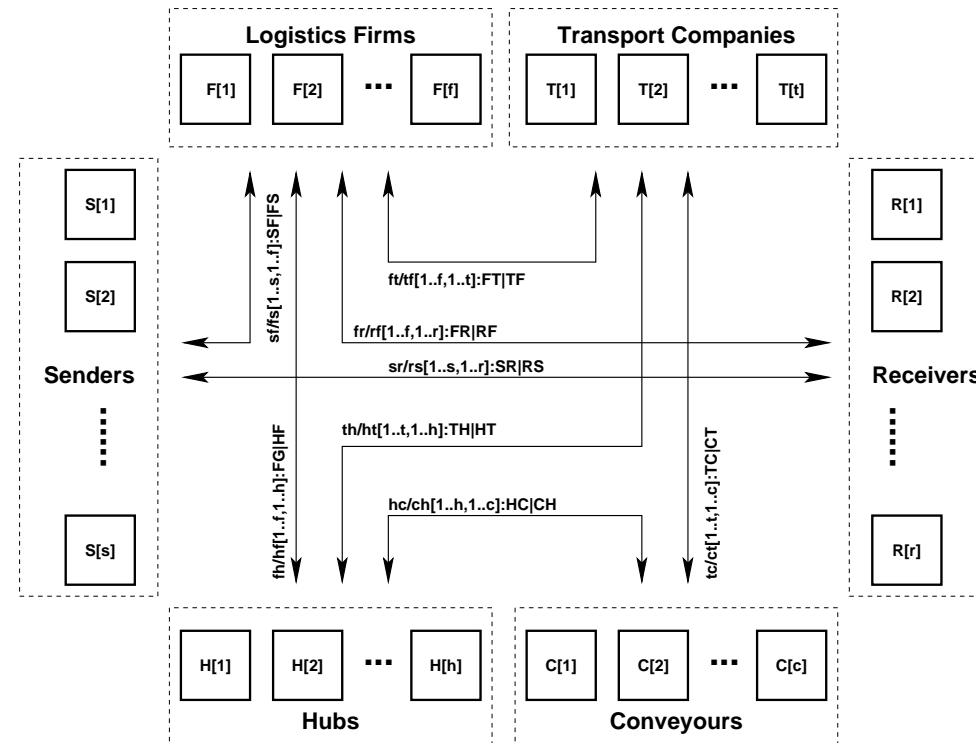 Logistics Firms
Transport Companies
F[1]
F[2]
F[f]
T[1]
T[2]
T[t]
S[1]
S[2]
Senders
S[s]
R[1]
R[2]
Receivers
R[r]
sf/fs[1..s,1..f]:SF|FS
ft/tf[1..f,1..t]:FT|TF
fr/rf[1..f,1..r]:FR|RF
sr/rs[1..s,1..r]:SR|RS
th/ht[1..t,1..h]:TH|HT
fh/hf[1..f,1..h]:FG|HF
hc/ch[1..h,1..c]:HC|CH
tc/ct[1..t,1..c]:TC|CT
H[1]
H[2]
H[h]
C[1]
C[2]
C[c]
Hubs
Conveyours